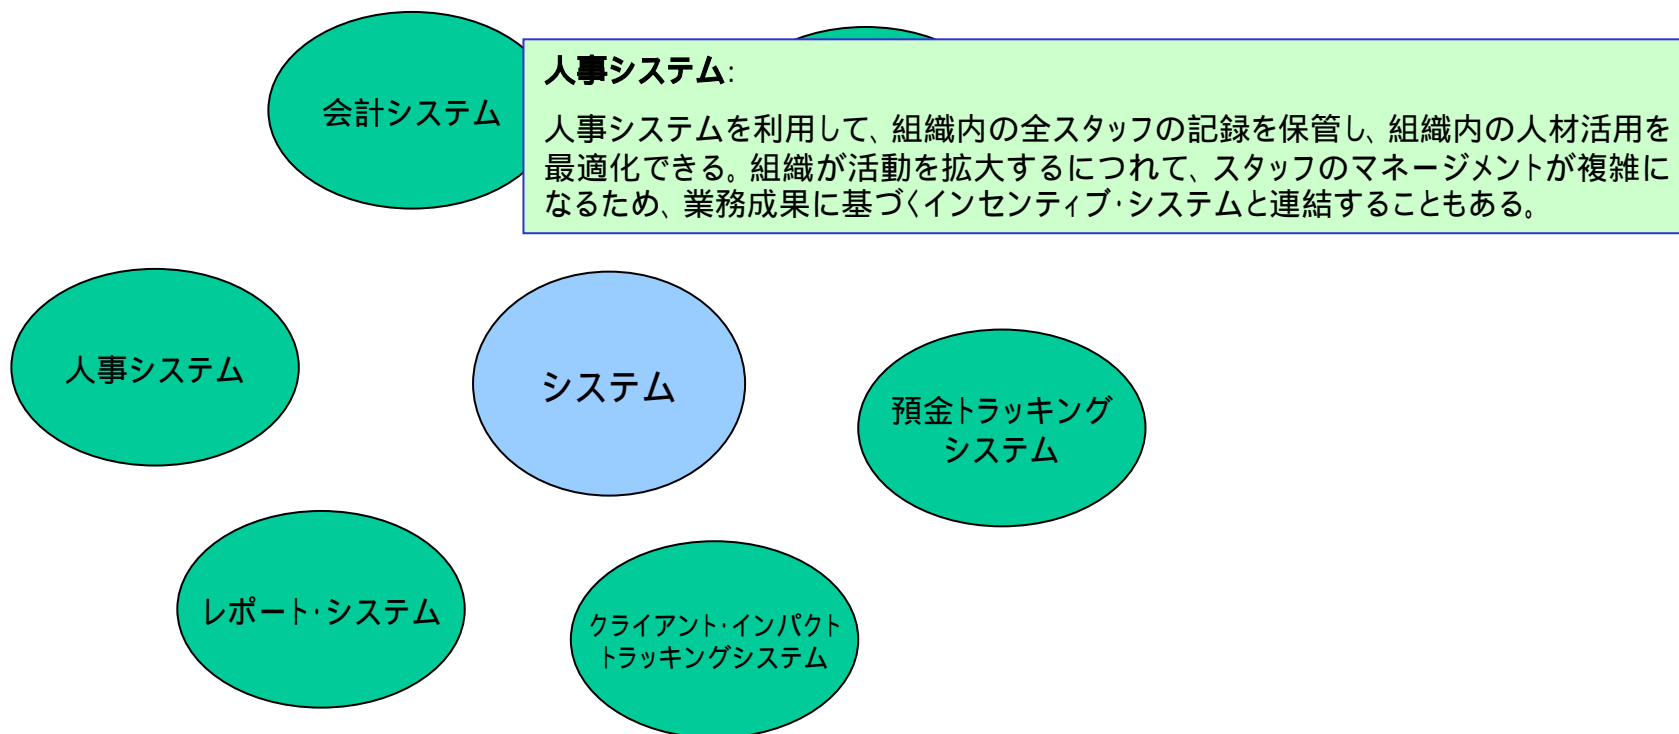 会計システム
人事システム:
人事システムを利用して、組織内の全スタッフの記録を保管し、組織内の人材活用を
最適化できる。組織が活動を拡大するにつれて、スタッフのマネージメントが複雑に
なるため、業務成果に基づくインセンティブ・システムと連結することもある。
人事システム
システム
預金トラッキング
システム
レポート・システム
クライアント・インパクト
トラッキングシステム